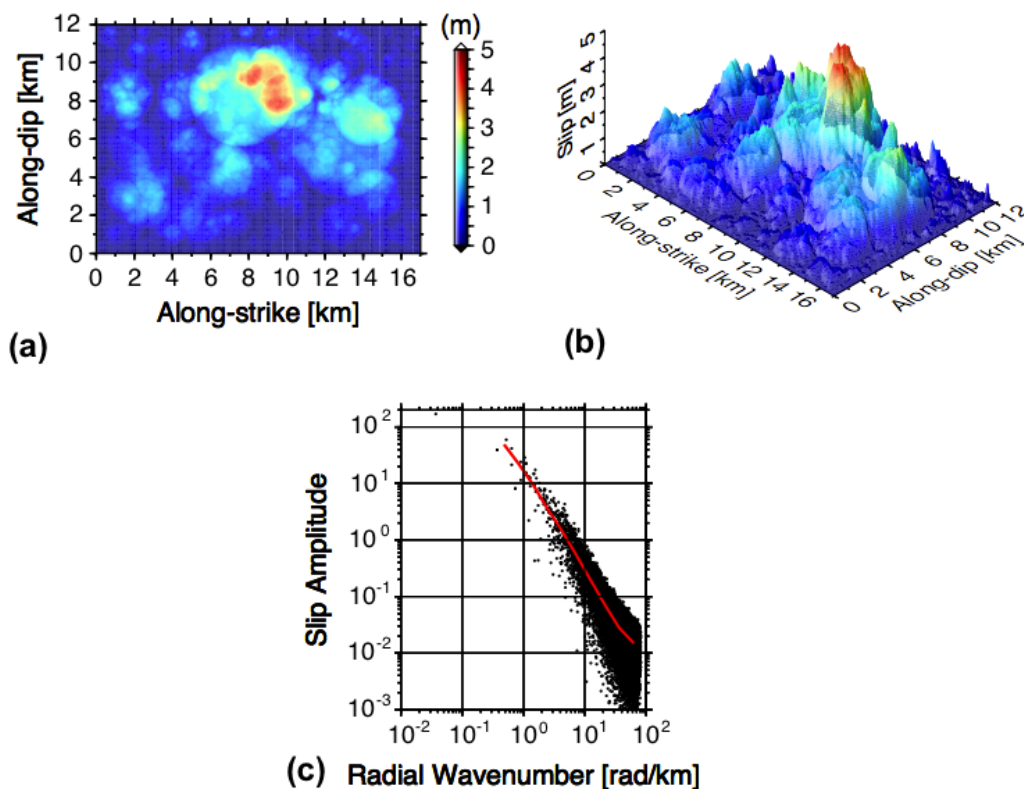 (m)
12
10
8
6
4
2
0
Along-dip [km]
0 2 4 6 8 10 12 14 16
Along-strike [km]
5
4
3
2
1
0
(a)
5
4
3
2
1
Slip [m]
0 2 4 6 8 10 12 14 16
Along-strike [km]
0 2 4 6 8 10 12
Along-dip [km]
(b)
10^2
10^1
10^0
10^-1
10^-2
10^-3
Slip Amplitude
10^-2 10^-1 10^0 10^1 10^2
(c) Radial Wavenumber [rad/km]